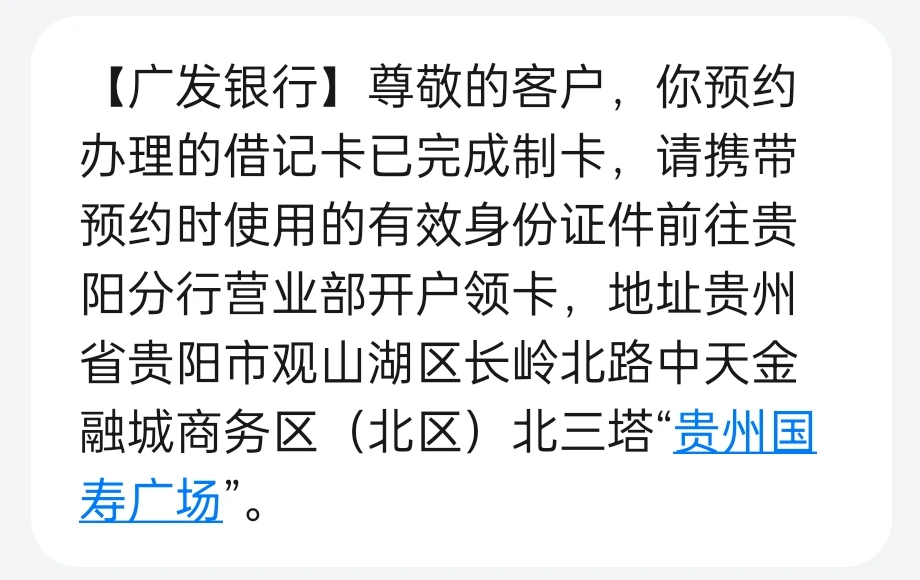 【广发银行】尊敬的客户，你预约
办理的借记卡已完成制卡，请携带
预约时使用的有效身份证件前往贵
阳分行营业部开户领卡，地址贵州
省贵阳市观山湖区长岭北路中天金
融城商务区（北区）北三塔“贵州国
寿广场”。